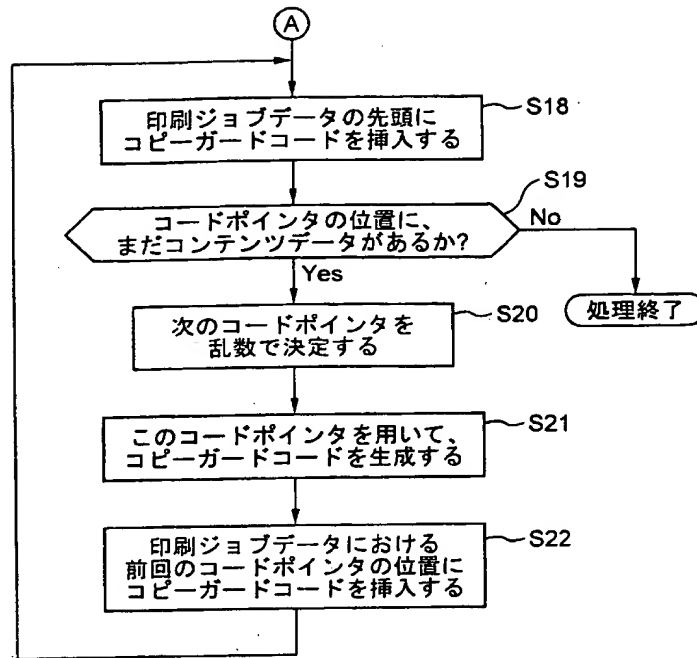 A
印刷ジョブデータの先頭に
コピーガードコードを挿入する
S18
コードポインタの位置に、
まだコンテンツデータがあるか?
S19
No
Yes
処理終了
次のコードポインタを
乱数で決定する
S20
このコードポインタを用いて、
コピーガードコードを生成する
S21
印刷ジョブデータにおける
前回のコードポインタの位置に
コピーガードコードを挿入する
S22